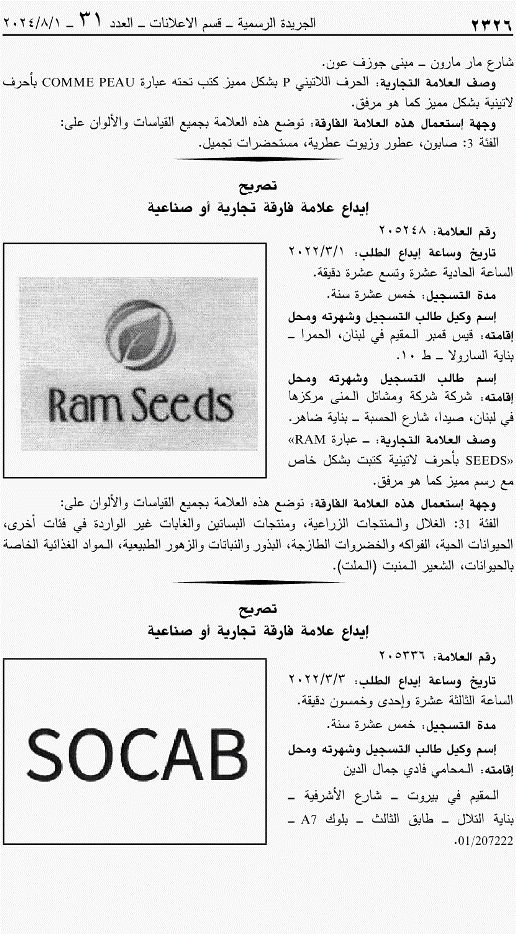 ٢٣٢٦
الجريدة الرسمية – قسم الاعلانات – العدد ٣١ – ٢٠٢٤/٨/١
شارع مار مارون – مبنى جوزف عون.
وصف العلامة التجارية: الحرف اللاتيني P بشكل مميز كتب تحته عبارة COMME PEAU بأحرف
لاتينية بشكل مميز كما هو مرفق.
وجهة إستعمال هذه العلامة الفارقة: توضع هذه العلامة بجميع القياسات والألوان على:
الفئة 3: صابون، عطور وزيوت عطرية، مستحضرات تجميل.
تصريح
إيداع علامة فارقة تجارية أو صناعية
رقم العلامة: ٢٠٥٢٤٨
تاريخ وساعة إيداع الطلب: ٢٠٢٢/٣/١
الساعة الحادية عشرة وتسع عشرة دقيقة.
مدة التسجيل: خمس عشرة سنة.
إسم وكيل طالب التسجيل وشهرته ومحل
إقامته: قيس قمبر المقيم في لبنان، الحمرا –
بناية السارولا – ط ١٠.
إسم طالب التسجيل وشهرته ومحل
إقامته: شركة شركة ومشاتل المنى مركزها
في لبنان، صيدا، شارع الحسبة – بناية ضاهر.
وصف العلامة التجارية: – عبارة «RAM
SEEDS» بأحرف لاتينية كتبت بشكل خاص
مع رسم مميز كما هو مرفق.
Ram Seeds
وجهة إستعمال هذه العلامة الفارقة: توضع هذه العلامة بجميع القياسات والألوان على:
الفئة 31: الغلال والمنتجات الزراعية، ومنتجات البساتين والغابات غير الواردة في فئات أخرى،
الحيوانات الحية، الفواكه والخضروات الطازجة، البذور والنباتات والزهور الطبيعية، المواد الغذائية الخاصة
بالحيوانات، الشعير المنبت (الملت).
تصريح
إيداع علامة فارقة تجارية أو صناعية
رقم العلامة: ٢٠٥٣٣٦
تاريخ وساعة إيداع الطلب: ٢٠٢٢/٣/٣
الساعة الثالثة عشرة وإحدى وخمسون دقيقة.
مدة التسجيل: خمس عشرة سنة.
إسم وكيل طالب التسجيل وشهرته ومحل
إقامته: المحامي فادي جمال الدين
المقيم في بيروت – شارع الأشرفية –
بناية التلال – طابق الثالث – بلوك A7 –
01/207222.
SOCAB